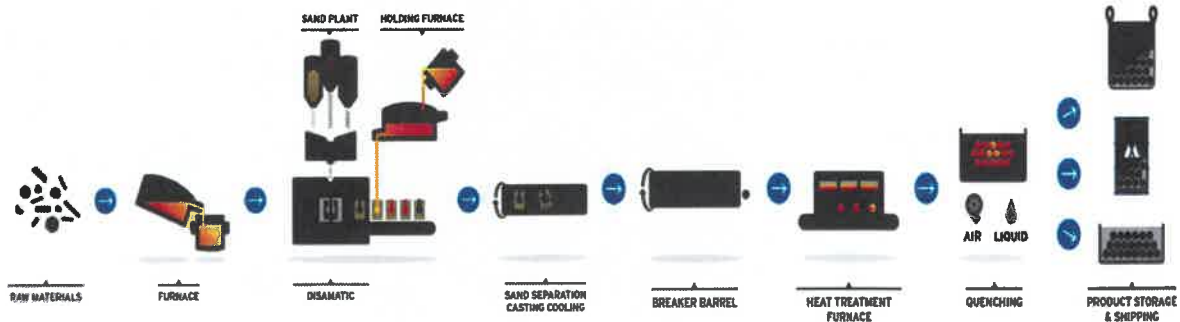 SAND PLANT
HOLDING FURNACE
AIR
LIQUID
RAW MATERIALS
FURNACE
DISAMATIC
SAND SEPARATION
CASTING COOLING
BREAKER BARREL
HEAT TREATMENT
FURNACE
QUENCHING
PRODUCT STORAGE
& SHIPPING